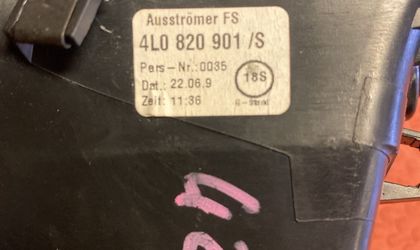 Ausströmer FS
4L0 820 901 /S
Pers-Nr.:0035
Dat.: 22.06.9
18S
Zeit: 11:36